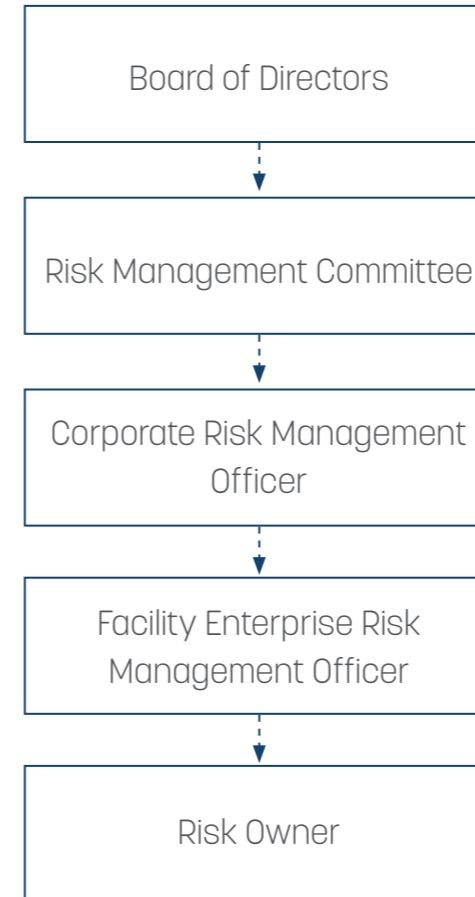 Board of Directors
Risk Management Committee
Corporate Risk Management
Officer
Facility Enterprise Risk
Management Officer
Risk Owner